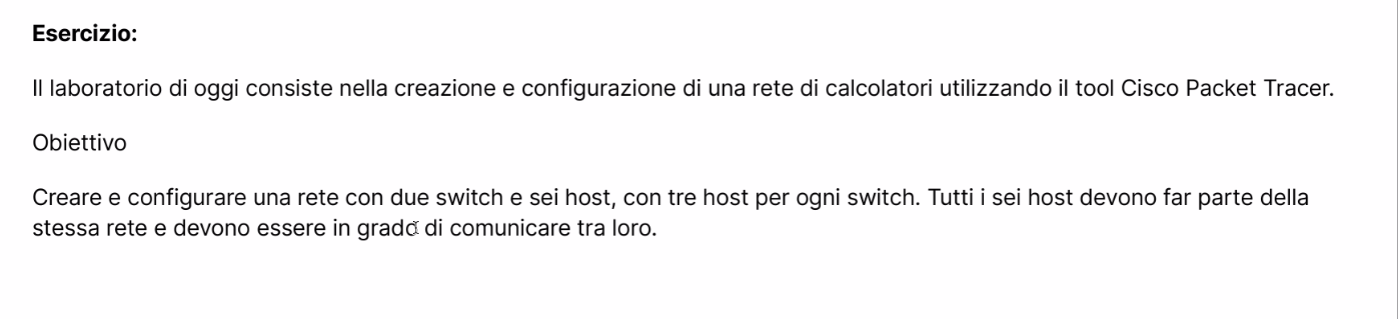 Esercizio:
Il laboratorio di oggi consiste nella creazione e configurazione di una rete di calcolatori utilizzando il tool Cisco Packet Tracer.
Obiettivo
Creare e configurare una rete con due switch e sei host, con tre host per ogni switch. Tutti i sei host devono far parte della
stessa rete e devono essere in grado di comunicare tra loro.